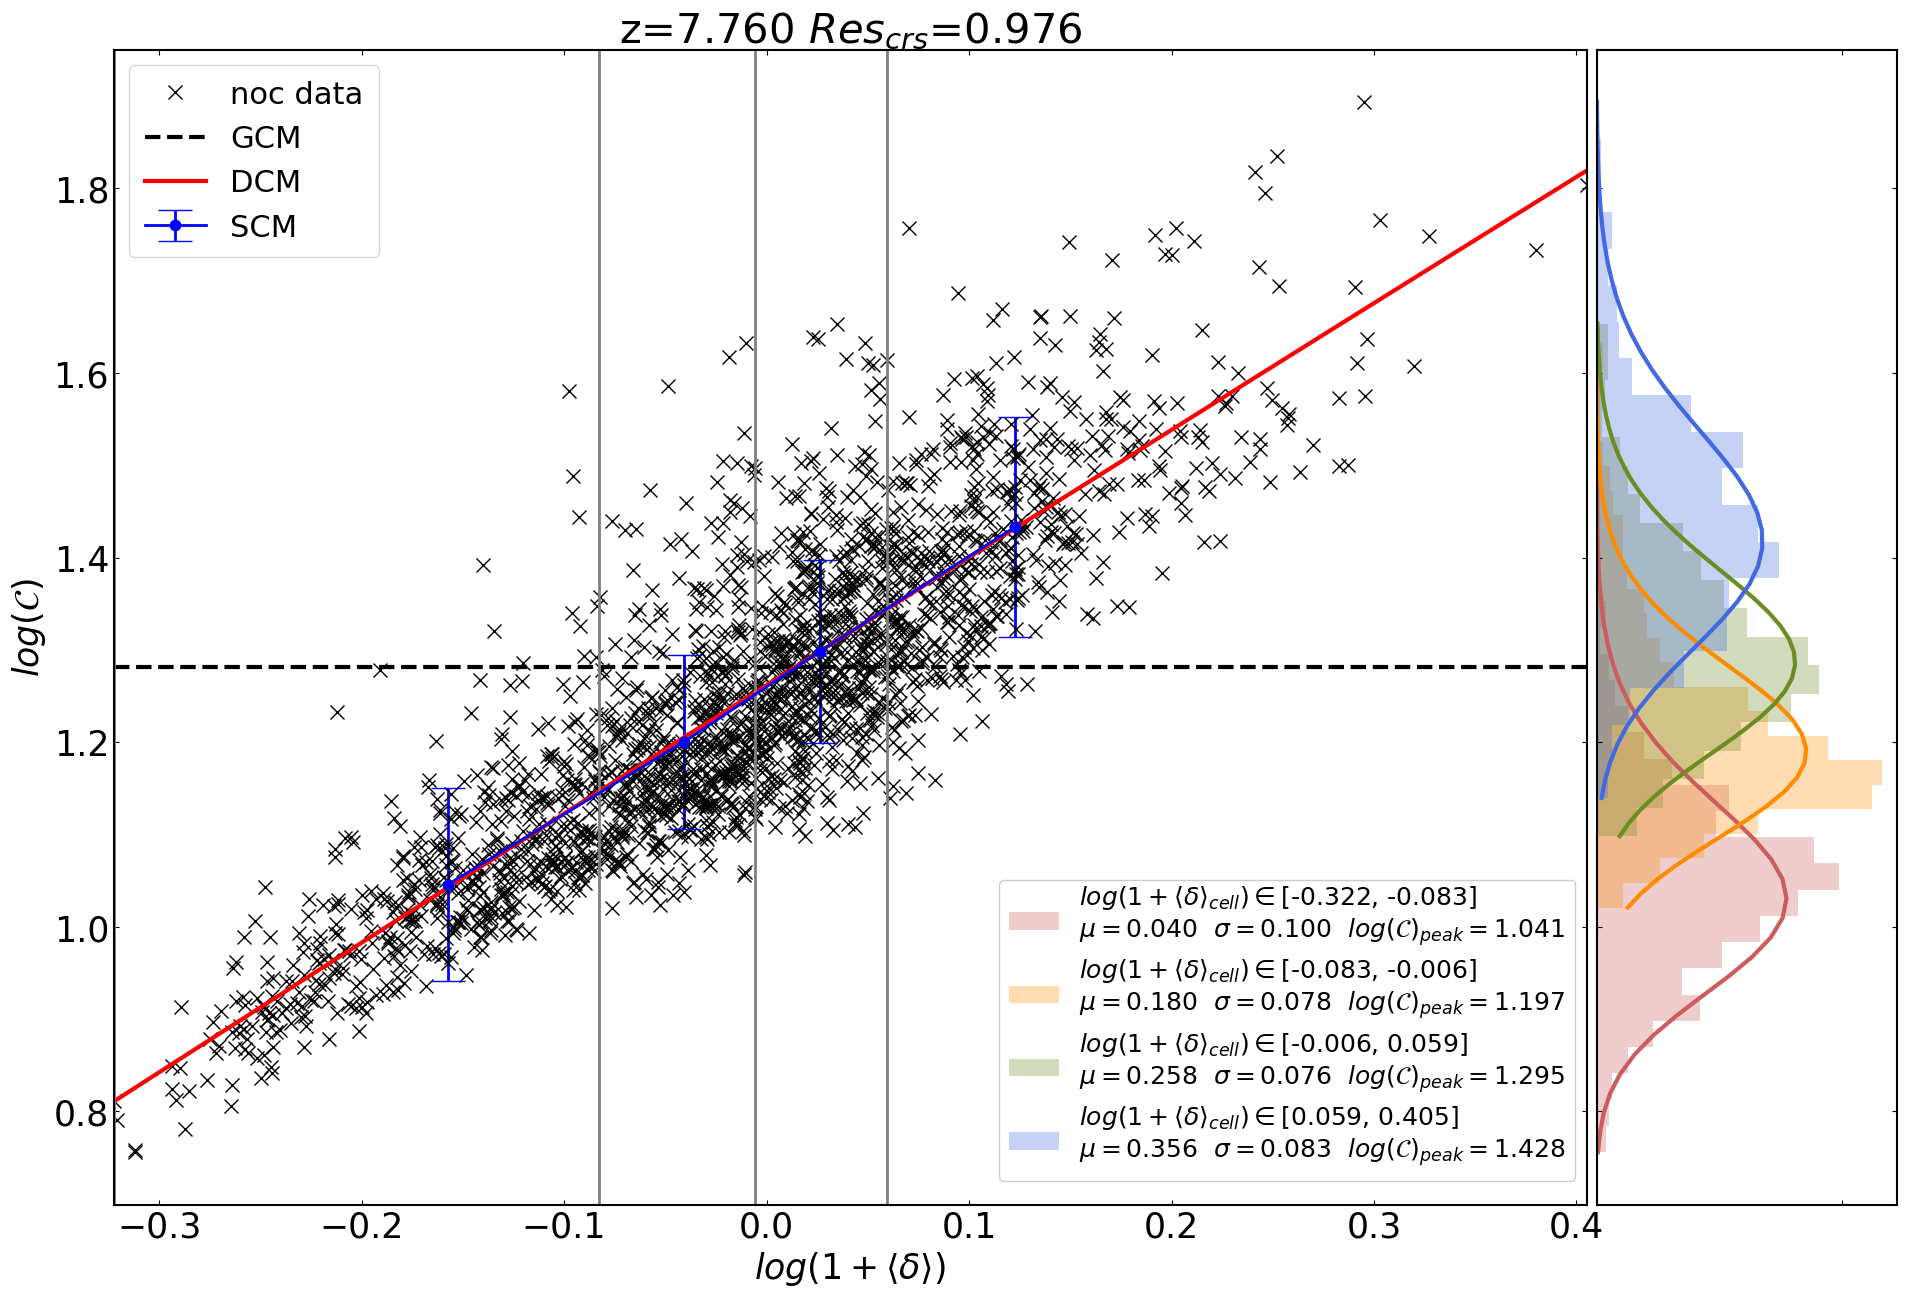 z=7.760 Res_crs=0.976
noc data
GCM
DCM
SCM
log(𝒞)
1.8
1.6
1.4
1.2
1.0
0.8
log(1 + ⟨δ⟩_cell) ∈ [-0.322, -0.083]
μ = 0.040 σ = 0.100 log(𝒞)_peak = 1.041
log(1 + ⟨δ⟩_cell) ∈ [-0.083, -0.006]
μ = 0.180 σ = 0.078 log(𝒞)_peak = 1.197
log(1 + ⟨δ⟩_cell) ∈ [-0.006, 0.059]
μ = 0.258 σ = 0.076 log(𝒞)_peak = 1.295
log(1 + ⟨δ⟩_cell) ∈ [0.059, 0.405]
μ = 0.356 σ = 0.083 log(𝒞)_peak = 1.428
−0.3 −0.2 −0.1 0.0 0.1 0.2 0.3 0.4
log(1 + ⟨δ⟩)